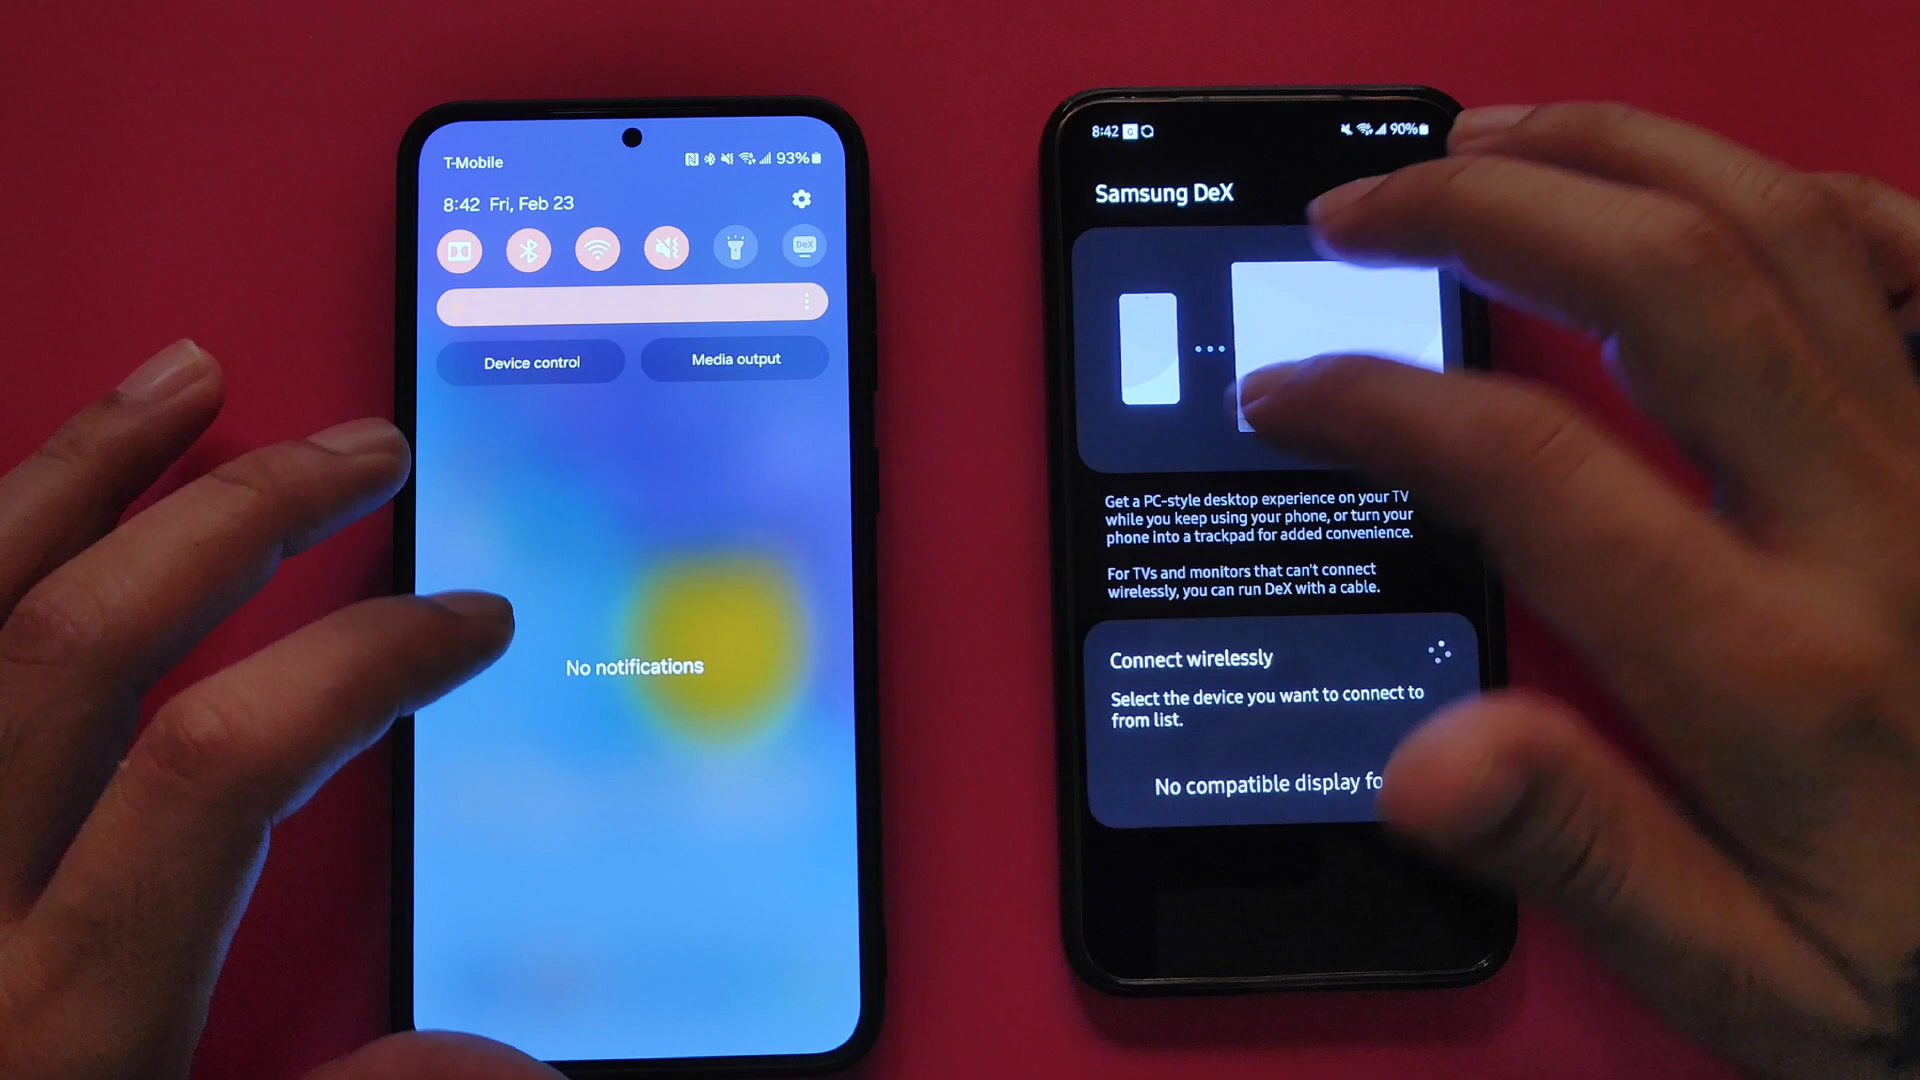 T-Mobile
93%
8:42 Fri, Feb 23
DeX
Device control
Media output
No notifications
8:42
90%
Samsung DeX
Get a PC-style desktop experience on your TV
while you keep using your phone, or turn your
phone into a trackpad for added convenience.
For TVs and monitors that can't connect
wirelessly, you can run DeX with a cable.
Connect wirelessly
Select the device you want to connect to
from list.
No compatible display fo